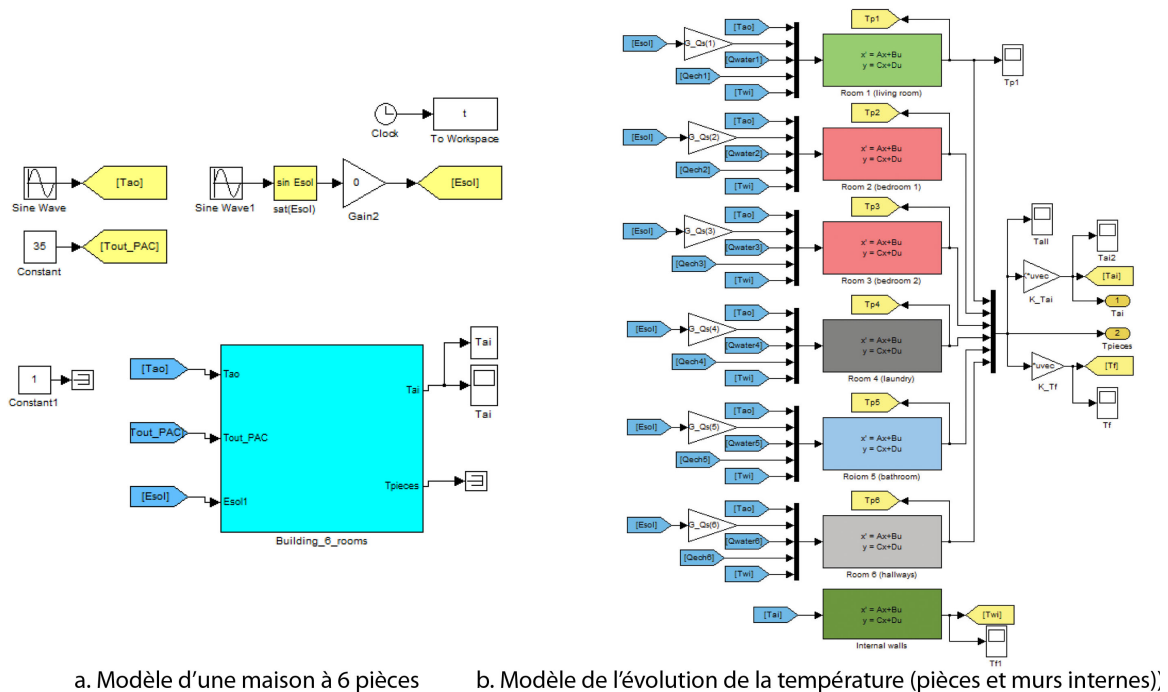 t
Clock
To Workspace
[Tao]
Sine Wave
sin Esol
sat(Esol)
0
Gain2
[Esol]
Sine Wave1
35
Constant
[Tout_PAC]
1
Constant1
[Tao]
Tout_PAC]
[Esol]
Tao
Tout_PAC
Esol1
Tai
Tpieces
Building_6_rooms
Tai
Tai
a. Modèle d’une maison à 6 pièces
[Esol]
G_Qs(1)
[Tao]
[Qwater1]
[Qech1]
[Twi]
Tp1
x' = Ax+Bu
y = Cx+Du
Room 1 (living room)
Tp1
[Esol]
G_Qs(2)
[Tao]
[Qwater2]
[Qech2]
[Twi]
Tp2
x' = Ax+Bu
y = Cx+Du
Room 2 (bedroom 1)
[Esol]
G_Qs(3)
[Tao]
[Qwater3]
[Qech3]
[Twi]
Tp3
x' = Ax+Bu
y = Cx+Du
Room 3 (bedroom 2)
[Esol]
G_Qs(4)
[Tao]
[Qwater4]
[Qech4]
[Twi]
Tp4
x' = Ax+Bu
y = Cx+Du
Room 4 (laundry)
[Esol]
G_Qs(5)
[Tao]
[Qwater5]
[Qech5]
[Twi]
Tp5
x' = Ax+Bu
y = Cx+Du
Roiom 5 (bathroom)
[Esol]
G_Qs(6)
[Tao]
[Qwater6]
[Qech6]
[Twi]
Tp6
x' = Ax+Bu
y = Cx+Du
Room 6 (hallways)
[Tai]
x' = Ax+Bu
y = Cx+Du
Internal walls
[Twi]
Tf1
Tall
Tai2
K*uvec
K_Tai
[Tai]
1
Tai
2
Tpieces
*uvec
K_Tf
[Tf]
Tf
b. Modèle de l’évolution de la température (pièces et murs internes))